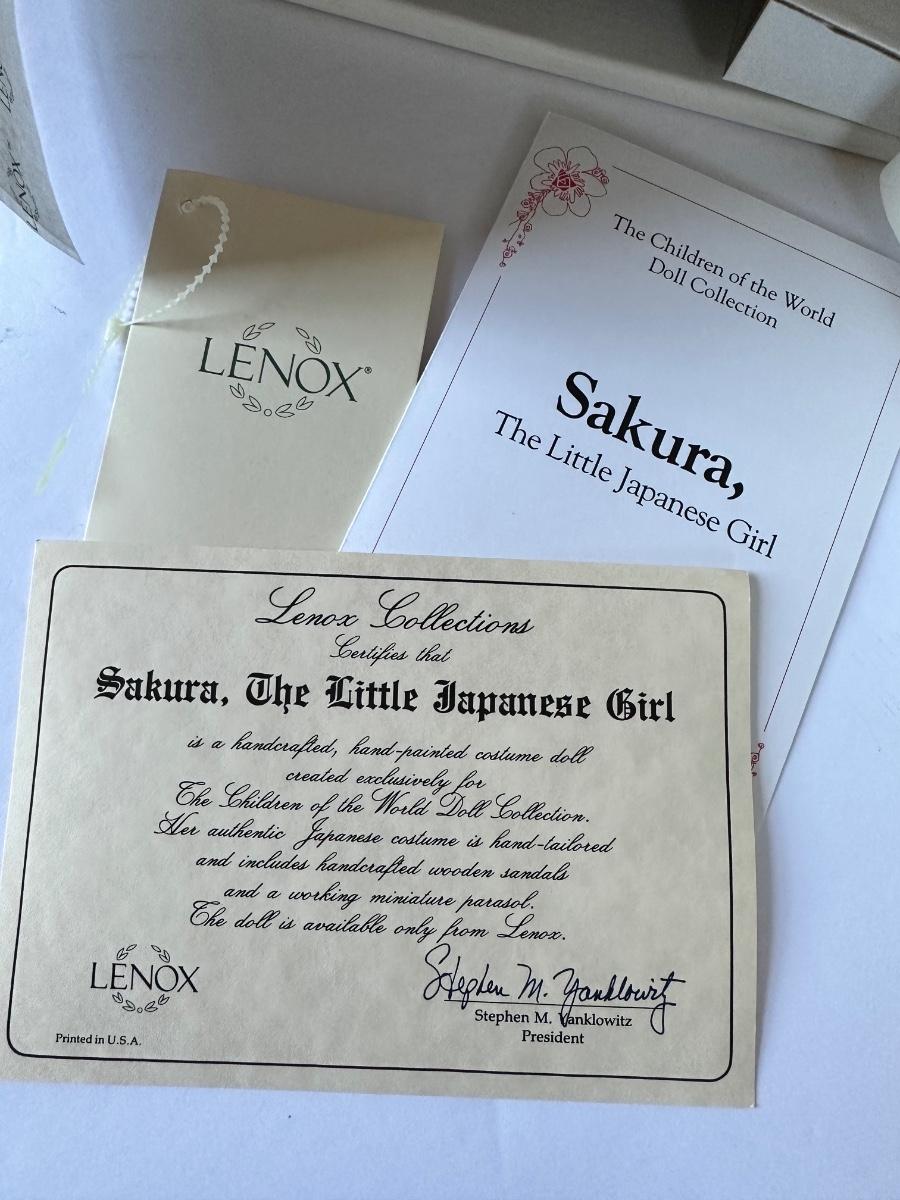 LENOX
LENOX
LENOX®
The Children of the World
Doll Collection
Sakura,
The Little Japanese Girl
Lenox Collections
Certifies that
Sakura, The Little Japanese Girl
is a handcrafted, hand-painted costume doll
created exclusively for
The Children of the World Doll Collection.
Her authentic Japanese costume is hand-tailored
and includes handcrafted wooden sandals
and a working miniature parasol.
The doll is available only from Lenox.
LENOX
Stephen M. Yanklowitz
Stephen M. Yanklowitz
President
Printed in U.S.A.